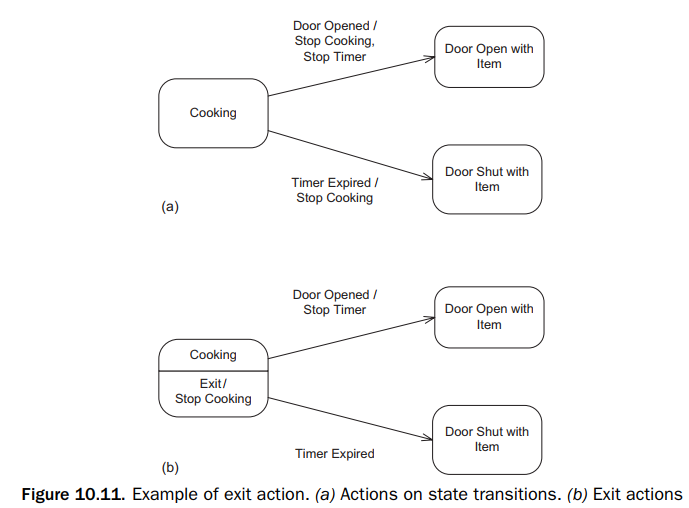 Door Opened /
Stop Cooking,
Stop Timer
Door Open with
Item
Cooking
Door Shut with
Item
Timer Expired /
Stop Cooking
(a)
Door Opened /
Stop Timer
Door Open with
Item
Cooking
Exit/
Stop Cooking
Door Shut with
Item
Timer Expired
(b)
Figure 10.11. Example of exit action. (a) Actions on state transitions. (b) Exit actions